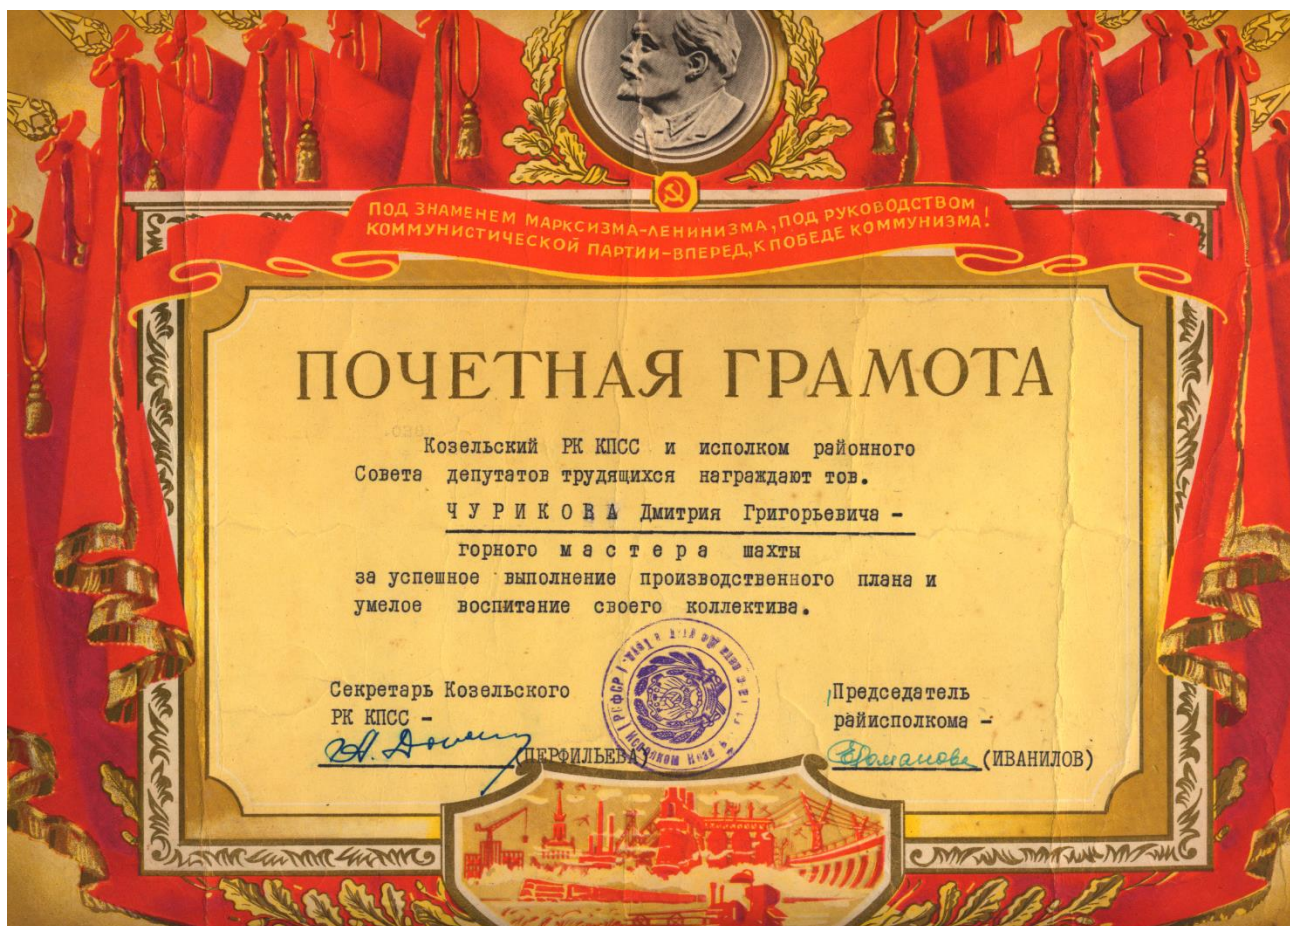 ПОД ЗНАМЕНЕМ МАРКСИЗМА-ЛЕНИНИЗМА, ПОД РУКОВОДСТВОМ
КОММУНИСТИЧЕСКОЙ ПАРТИИ-ВПЕРЕД, К ПОБЕДЕ КОММУНИЗМА!
ПОЧЕТНАЯ ГРАМОТА
Козельский РК КПСС и исполком районного
Совета депутатов трудящихся награждают тов.
ЧУРИКОВА Дмитрия Григорьевича -
горного мастера шахты
за успешное выполнение производственного плана и
умелое воспитание своего коллектива.
Секретарь Козельского
РК КПСС -
(ПЕРФИЛЬЕВА)
Председатель
райисполкома -
Романова (ИВАНИЛОВ)
РСФСР